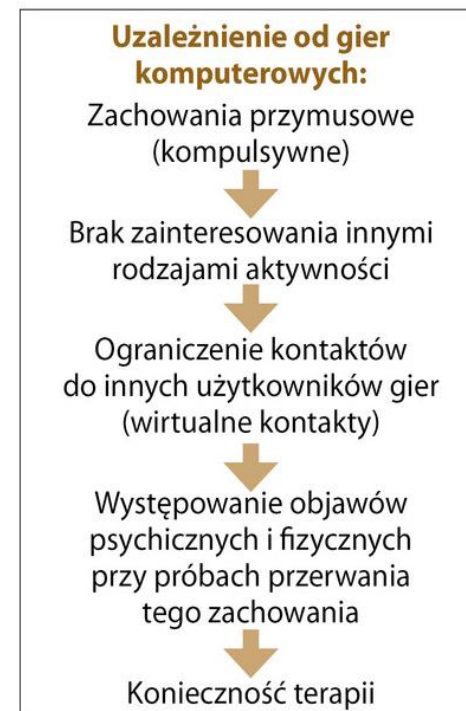 Uzależnienie od gier
komputerowych:
Zachowania przymusowe
(kompulsywne)
Brak zainteresowania innymi
rodzajami aktywności
Ograniczenie kontaktów
do innych użytkowników gier
(wirtualne kontakty)
Występowanie objawów
psychicznych i fizycznych
przy próbach przerwania
tego zachowania
Konieczność terapii